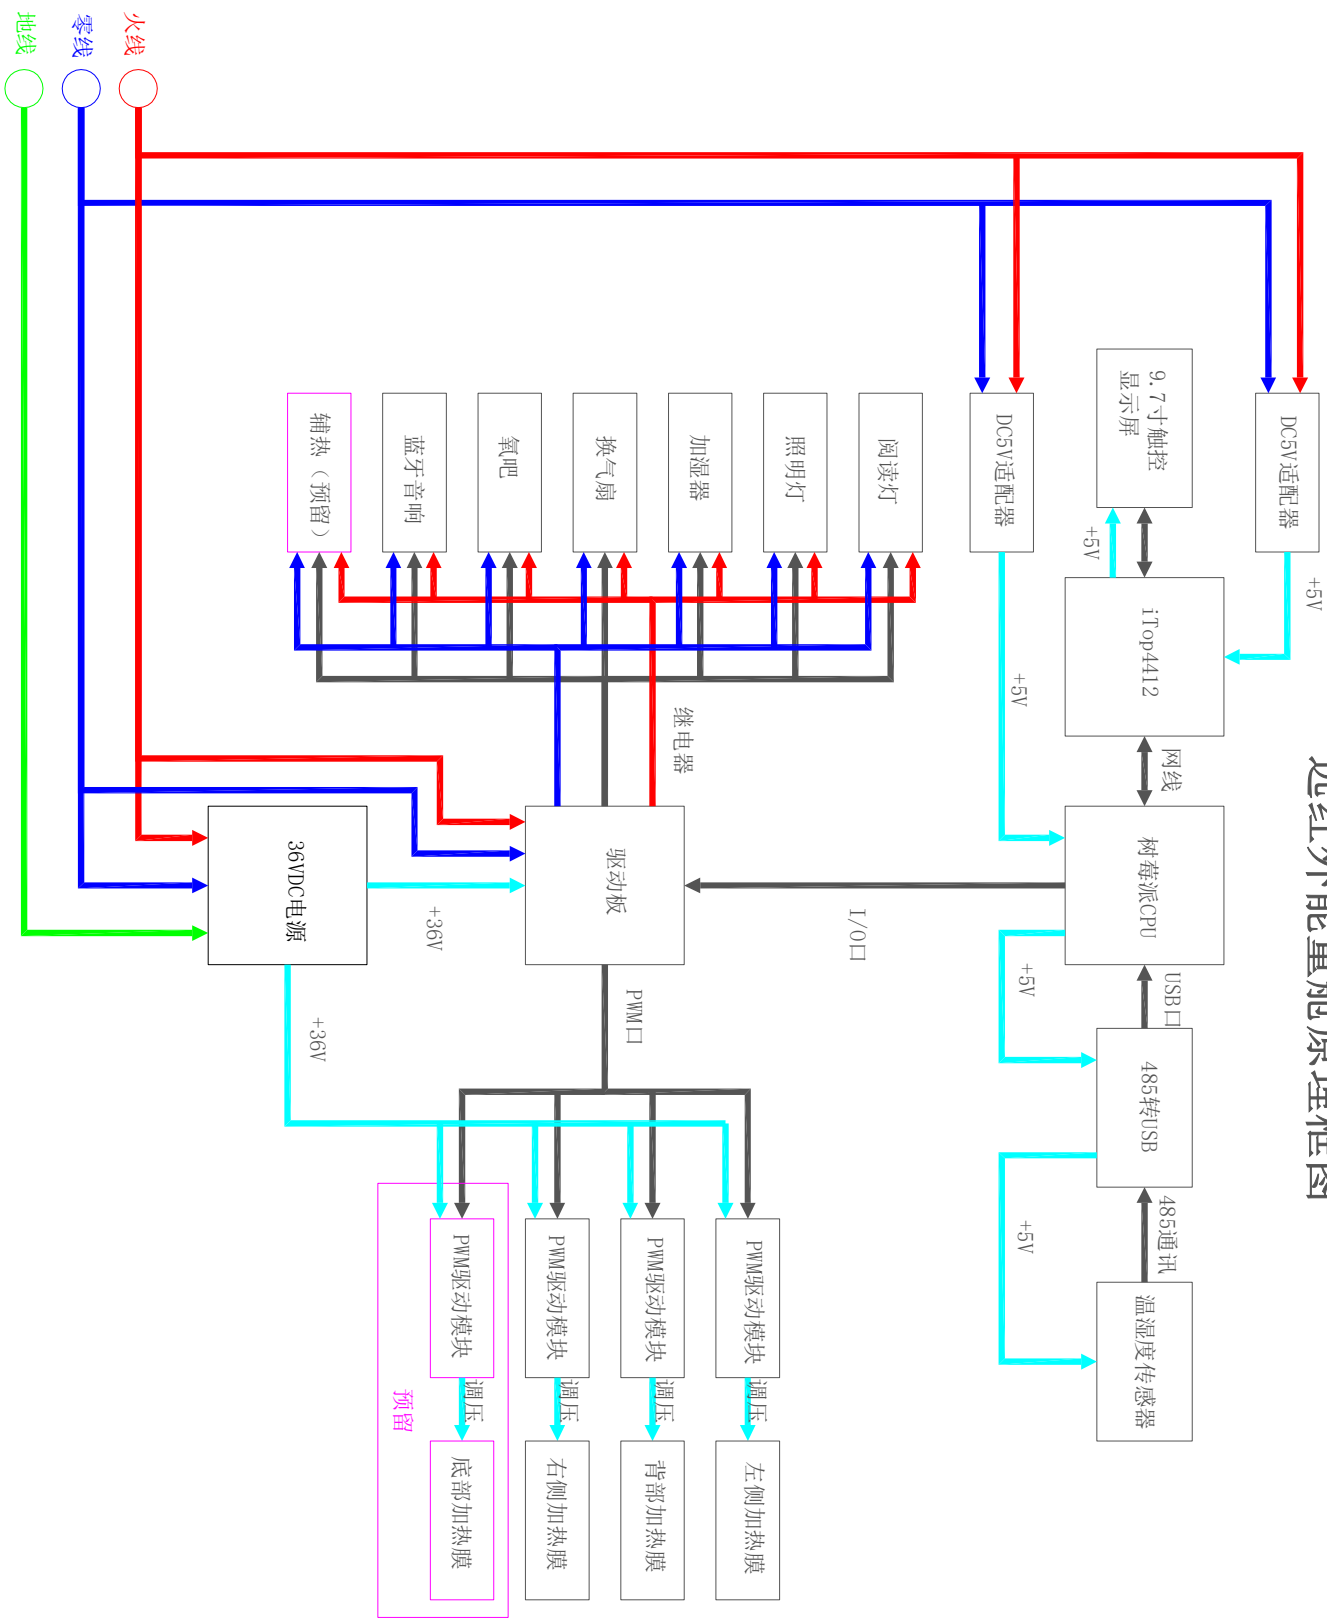 远红外能量舱原理框图
DC5V适配器
+5V
9.7寸触控
显示屏
+5V
iTop4412
网线
树莓派CPU
USB口
485转USB
485通讯
温湿度传感器
DC5V适配器
+5V
+5V
+5V
I/O口
阅读灯
照明灯
加湿器
换气扇
氧吧
蓝牙音响
辅热（预留）
继电器
驱动板
PWM口
+36V
36VDC电源
+36V
PWM驱动模块
调压
左侧加热膜
PWM驱动模块
调压
背部加热膜
PWM驱动模块
调压
右侧加热膜
PWM驱动模块
调压
底部加热膜
预留
火线
零线
地线